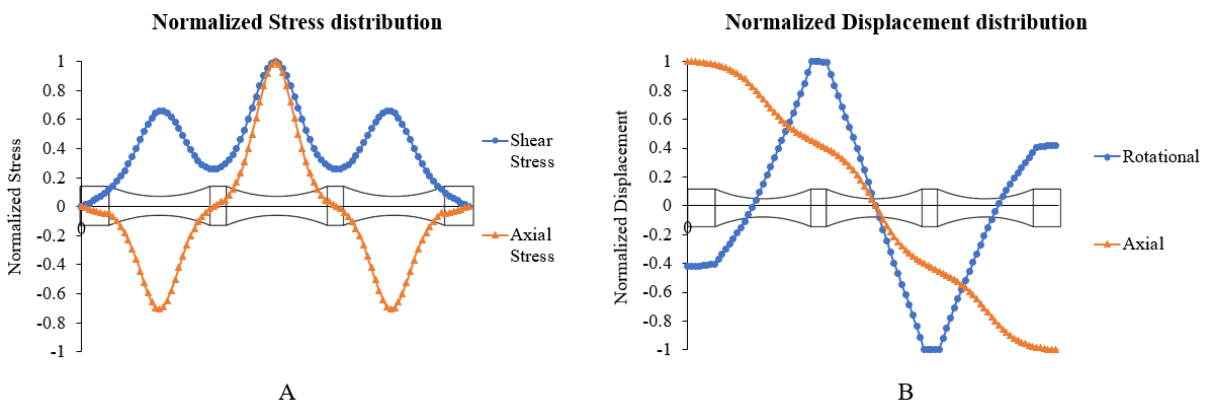 Normalized Stress distribution
1
0.8
0.6
0.4
0.2
0
-0.2
-0.4
-0.6
-0.8
-1
0
Normalized Stress
Shear
Stress
Axial
Stress
A
Normalized Displacement distribution
1
0.8
0.6
0.4
0.2
0
-0.2
-0.4
-0.6
-0.8
-1
0
Normalized Displacement
Rotational
Axial
B